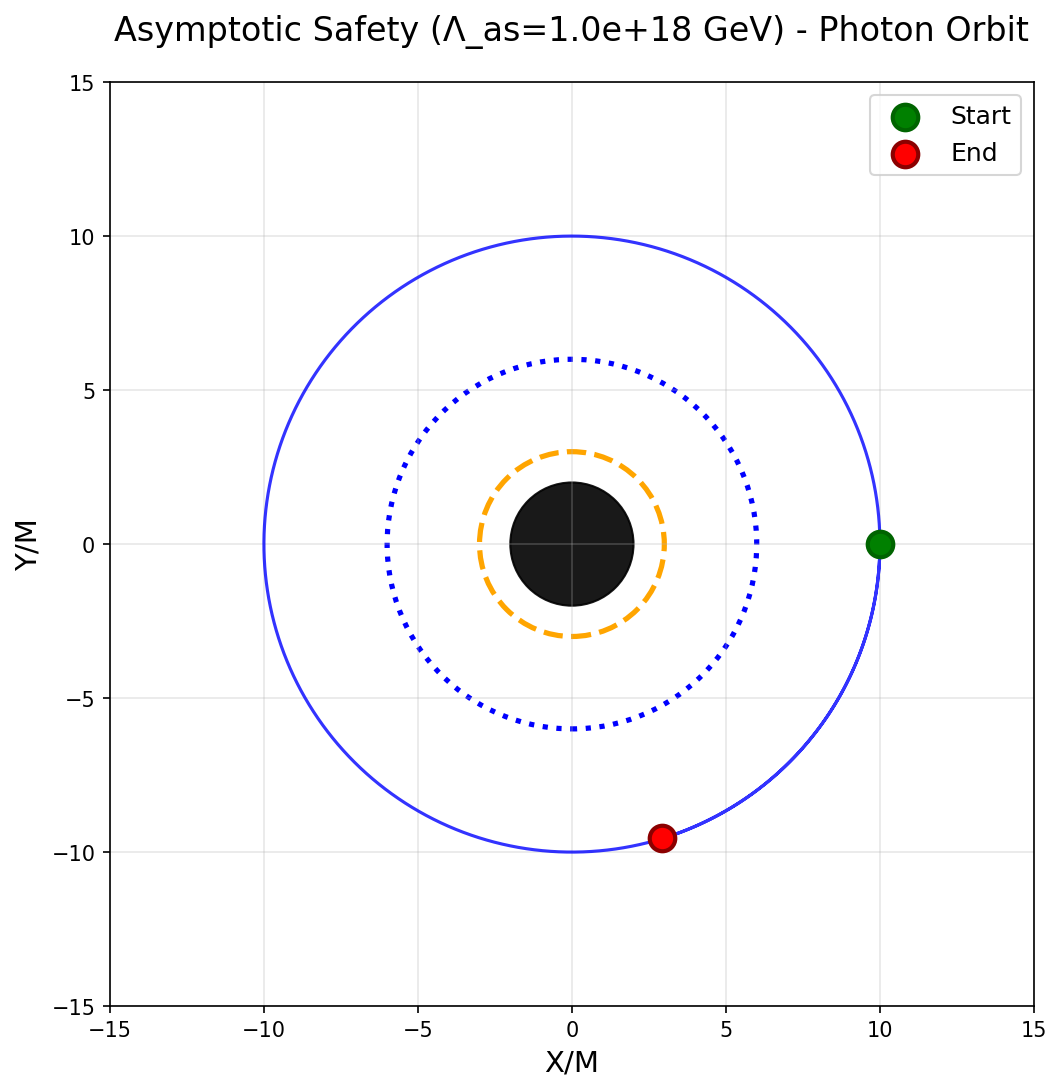 Asymptotic Safety (Λ_as=1.0e+18 GeV) - Photon Orbit
Start
End
15
10
5
0
−5
−10
−15
Y/M
−15 −10 −5 0 5 10 15
X/M